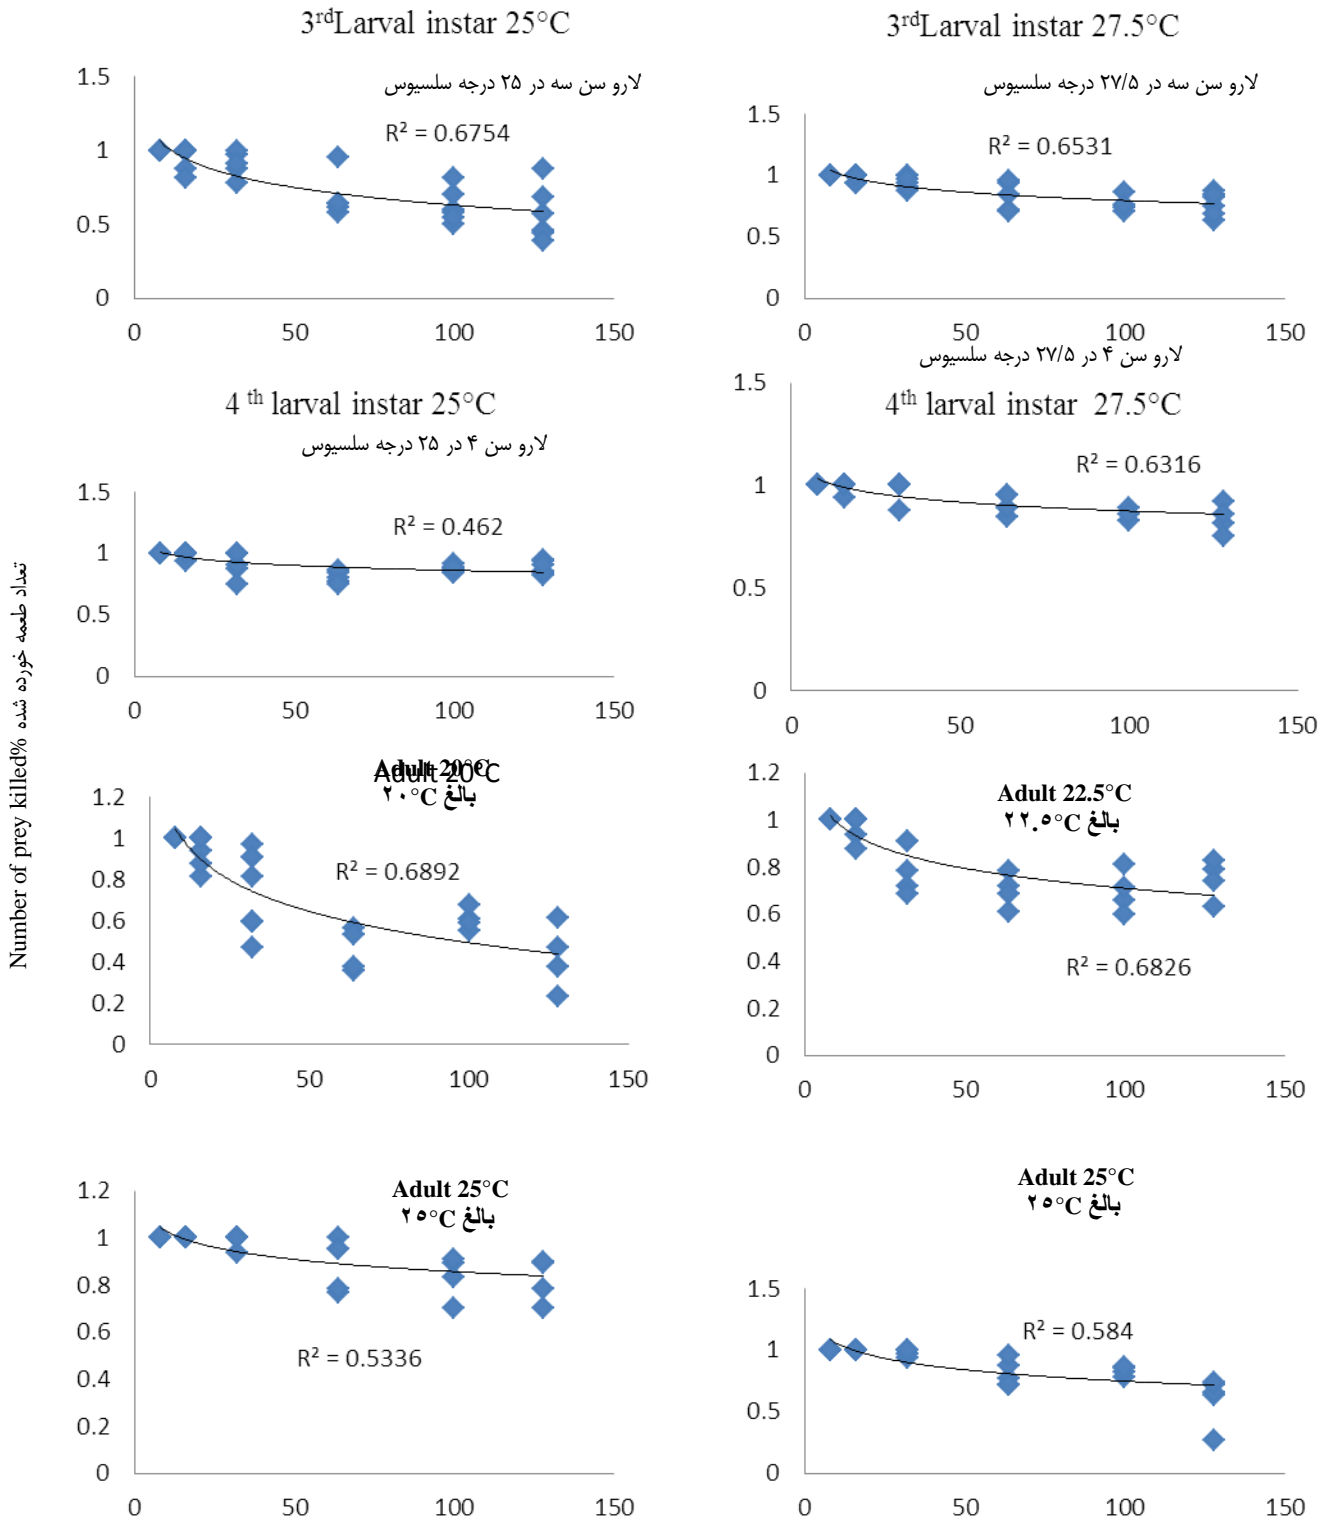 3rdLarval instar 25°C
لارو سن سه در ۲۵ درجه سلسیوس
R² = 0.6754
1.5
1
0.5
0
0 50 100 150
3rdLarval instar 27.5°C
لارو سن سه در ۲۷/۵ درجه سلسیوس
R² = 0.6531
1.5
1
0.5
0
0 50 100 150
4 th larval instar 25°C
لارو سن ۴ در ۲۵ درجه سلسیوس
R² = 0.462
1.5
1
0.5
0
0 50 100 150
لارو سن ۴ در ۲۷/۵ درجه سلسیوس
4th larval instar 27.5°C
R² = 0.6316
1.5
1
0.5
0
0 50 100 150
Number of prey killed% تعداد طعمه خورده شده
Adult 20°C
Adult 20°C
بالغ ۲۰°C
R² = 0.6892
1.2
1
0.8
0.6
0.4
0.2
0
0 50 100 150
Adult 22.5°C
بالغ ۲۲.۵°C
R² = 0.6826
1.2
1
0.8
0.6
0.4
0.2
0
0 50 100 150
Adult 25°C
بالغ ۲۵°C
R² = 0.5336
1.2
1
0.8
0.6
0.4
0.2
0
0 50 100 150
Adult 25°C
بالغ ۲۵°C
R² = 0.584
1.5
1
0.5
0
0 50 100 150